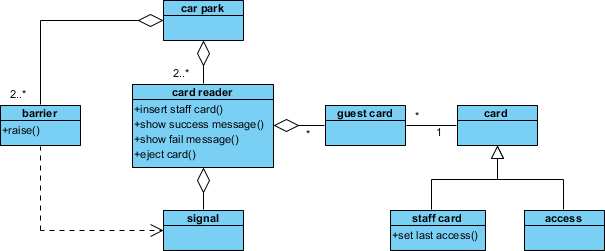 car park
2..*
2..*
barrier
+raise()
card reader
+insert staff card()
+show success message()
+show fail message()
+eject card()
*
guest card
*
1
card
signal
staff card
+set last access()
access